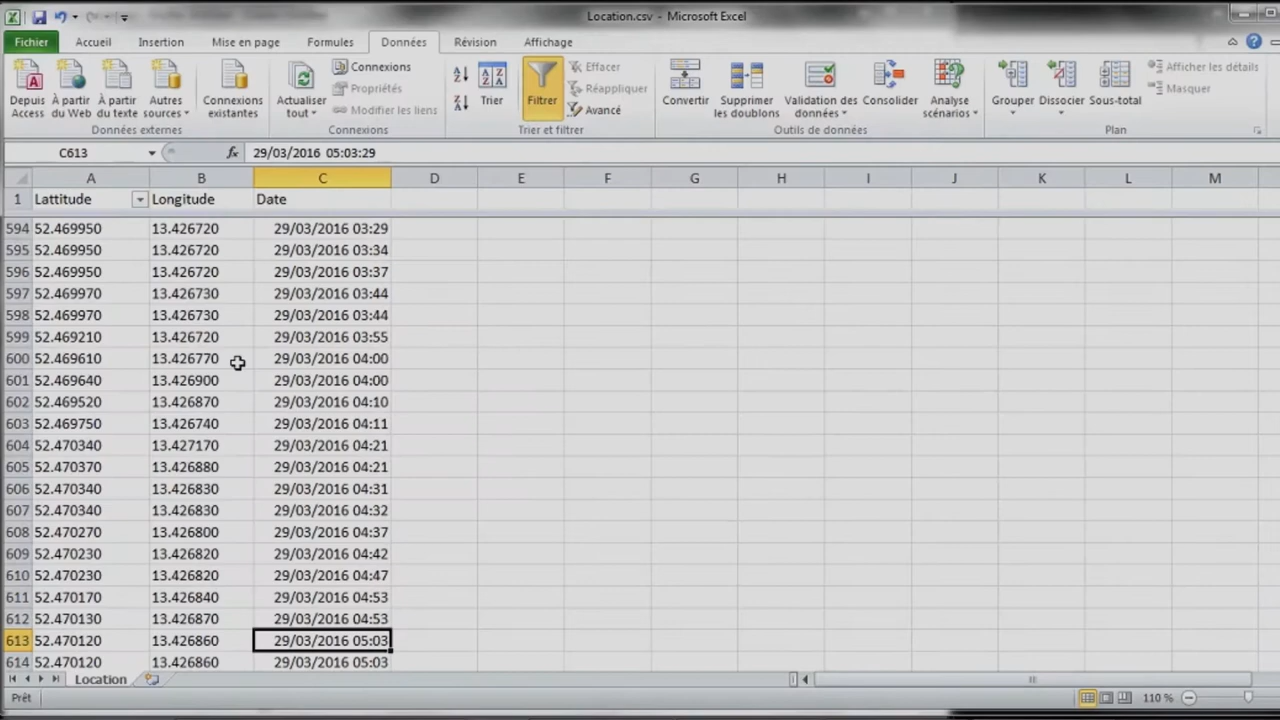 Location.csv - Microsoft Excel
Fichier Accueil Insertion Mise en page Formules Données Révision Affichage
Depuis Access
À partir du Web
À partir du texte
Autres sources
Données externes
Connexions existantes
Actualiser tout
Connexions
Propriétés
Modifier les liens
Connexions
Trier
Filtrer
Effacer
Réappliquer
Avancé
Trier et filtrer
Convertir
Supprimer les doublons
Validation des données
Consolider
Analyse scénarios
Outils de données
Grouper
Dissocier
Sous-total
Afficher les détails
Masquer
Plan
C613 fx 29/03/2016 05:03:29
A B C D E F G H I J K L M
1 Lattitude Longitude Date
594 52.469950 13.426720 29/03/2016 03:29
595 52.469950 13.426720 29/03/2016 03:34
596 52.469950 13.426720 29/03/2016 03:37
597 52.469970 13.426730 29/03/2016 03:44
598 52.469970 13.426730 29/03/2016 03:44
599 52.469210 13.426720 29/03/2016 03:55
600 52.469610 13.426770 29/03/2016 04:00
601 52.469640 13.426900 29/03/2016 04:00
602 52.469520 13.426870 29/03/2016 04:10
603 52.469750 13.426740 29/03/2016 04:11
604 52.470340 13.427170 29/03/2016 04:21
605 52.470370 13.426880 29/03/2016 04:21
606 52.470340 13.426830 29/03/2016 04:31
607 52.470340 13.426830 29/03/2016 04:32
608 52.470270 13.426800 29/03/2016 04:37
609 52.470230 13.426820 29/03/2016 04:42
610 52.470230 13.426820 29/03/2016 04:47
611 52.470170 13.426840 29/03/2016 04:53
612 52.470130 13.426870 29/03/2016 04:53
613 52.470120 13.426860 29/03/2016 05:03
614 52.470120 13.426860 29/03/2016 05:03
Location
Prêt 110 %